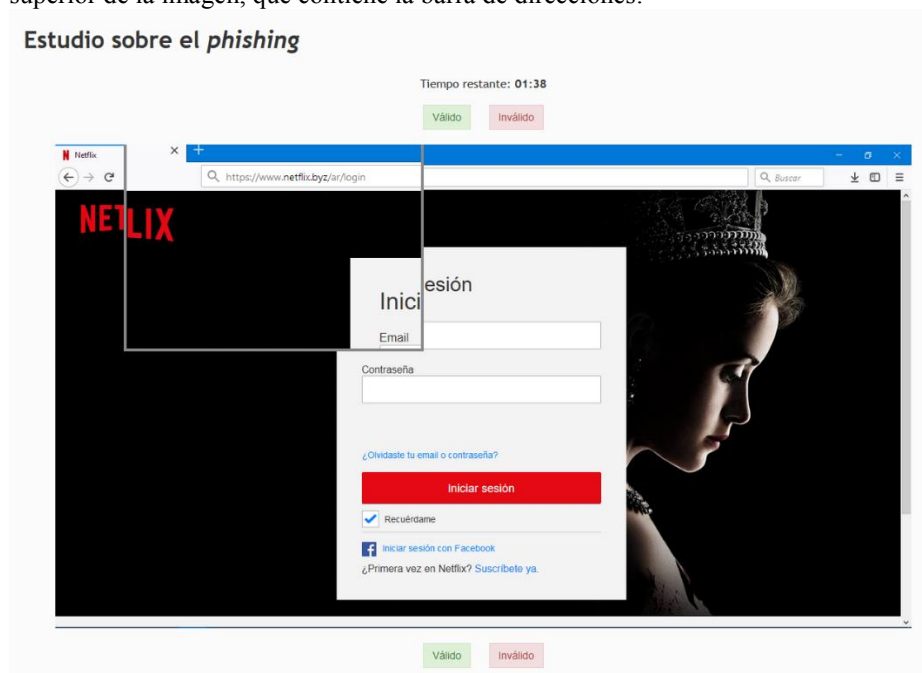 superior de la imagen, que contiene la barra de direcciones.
Estudio sobre el phishing
Tiempo restante: 01:38
Válido Inválido
Netflix
https://www.netflix.byz/ar/login
Buscar
NETLIX
Inici esión
Email
Contraseña
¿Olvidaste tu email o contraseña?
Iniciar sesión
Recuérdame
Iniciar sesión con Facebook
¿Primera vez en Netflix? Suscríbete ya.
Válido Inválido